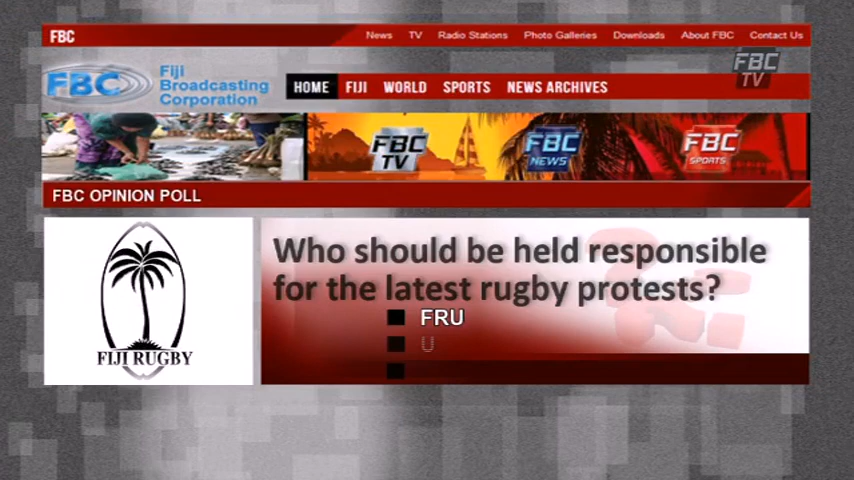 FBC
News TV Radio Stations Photo Galleries Downloads About FBC Contact Us
FBC TV
FBC Fiji Broadcasting Corporation
HOME FIJI WORLD SPORTS NEWS ARCHIVES
FBC TV
FBC NEWS
FBC SPORTS
FBC OPINION POLL
Who should be held responsible
for the latest rugby protests?
FIJI RUGBY
FRU
U